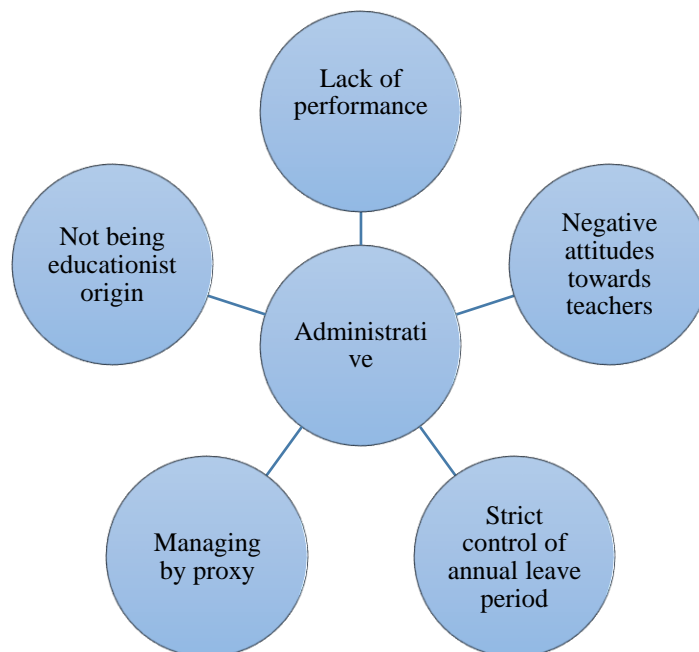 Lack of
performance
Not being
educationist
origin
Negative
attitudes
towards
teachers
Administrati
ve
Managing
by proxy
Strict
control of
annual leave
period